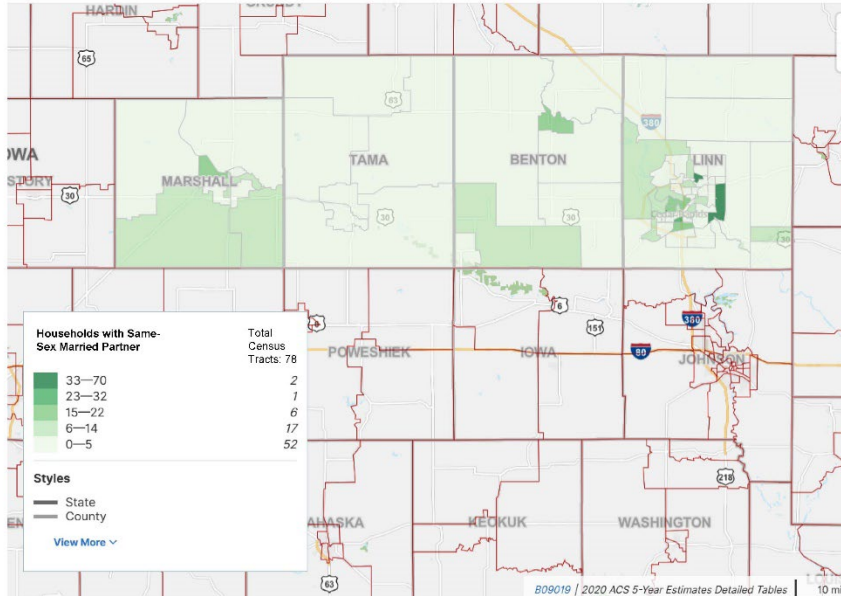 HARDIN
65
63
380
IOWA
STORY
TAMA
BENTON
LINN
MARSHALL
30
30
30
30
Households with Same-
Sex Married Partner
Total
Census
Tracts: 78
33—70 2
23—32 1
15—22 6
6—14 17
0—5 52
Styles
State
County
View More
6
151
380
80
POWESHIEK
IOWA
JOHNSON
218
KEOKUK
WASHINGTON
63
B09019 | 2020 ACS 5-Year Estimates Detailed Tables
10 mi